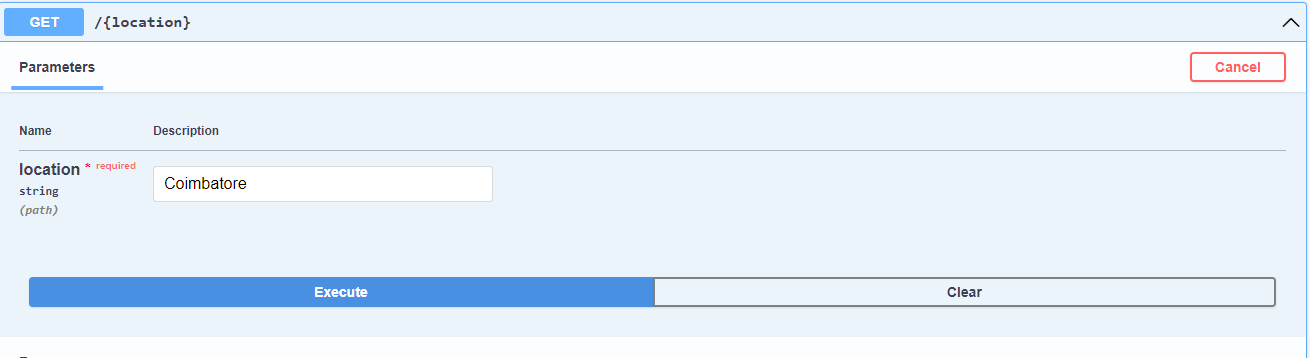 GET /{location}
Parameters
Cancel
Name Description
location * required
string
(path)
Coimbatore
Execute Clear